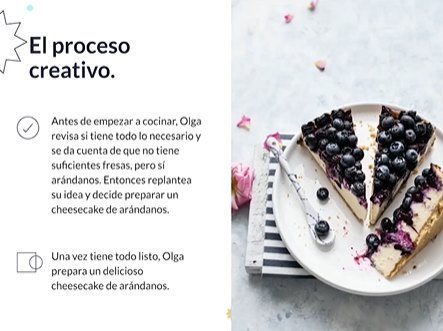 El proceso
creativo.
Antes de empezar a cocinar, Olga
revisa si tiene todo lo necesario y
se da cuenta de que no tiene
suficientes fresas, pero sí
arándanos. Entonces replantea
su idea y decide preparar un
cheesecake de arándanos.
Una vez tiene todo listo, Olga
prepara un delicioso
cheesecake de arándanos.